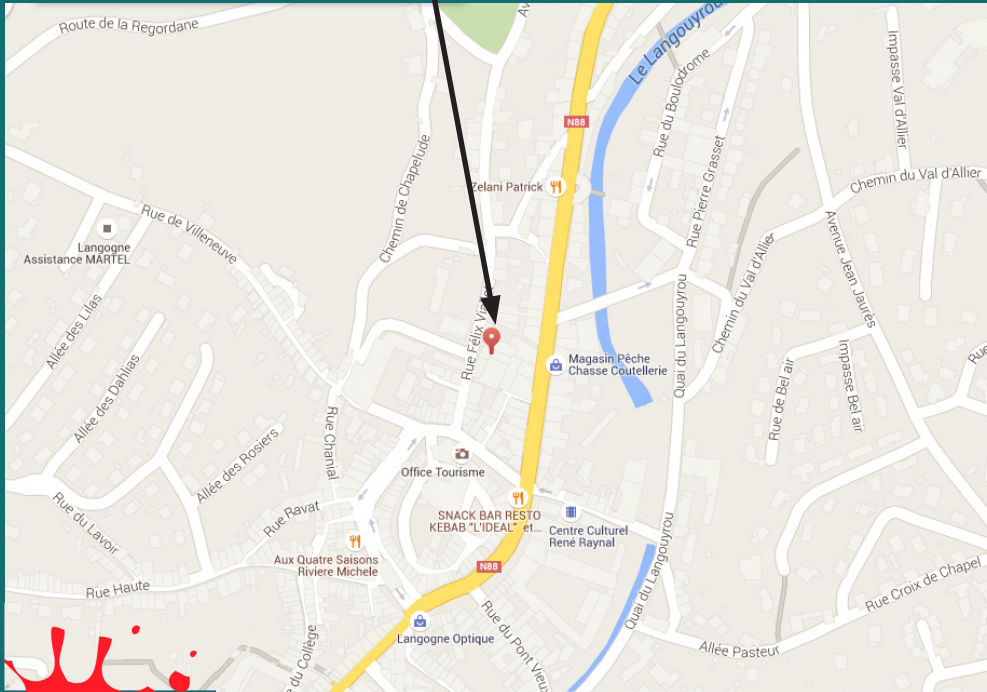 Route de la Regordane
Av
Le Langouyrou
N88
Rue du Boulodrome
Impasse Val d'Allier
Chemin de Chapelude
Rue Pierre Grasset
Zelani Patrick
Chemin du Val d'Allier
Rue de Villeneuve
Langogne
Assistance MARTEL
Avenue Jean Jaurès
Chemin du Val d'Allier
Quai du Langouyrou
Allée des Lilas
Rue Félix
Magasin Pêche
Chasse Coutellerie
Allée des Dahlias
Rue de Bel air
Impasse Bel air
Rue
Rue Chanial
Allée des Rosiers
Office Tourisme
Rue du Lavoir
Rue Ravat
SNACK BAR RESTO
KEBAB "L'IDEAL" et...
Centre Culturel
René Raynal
Aux Quatre Saisons
Riviere Michele
N88
Rue Haute
Quai du Langouyrou
Rue Croix de Chapel
Langogne Optique
Rue du Pont Vieux
Allée Pasteur
e du Collège